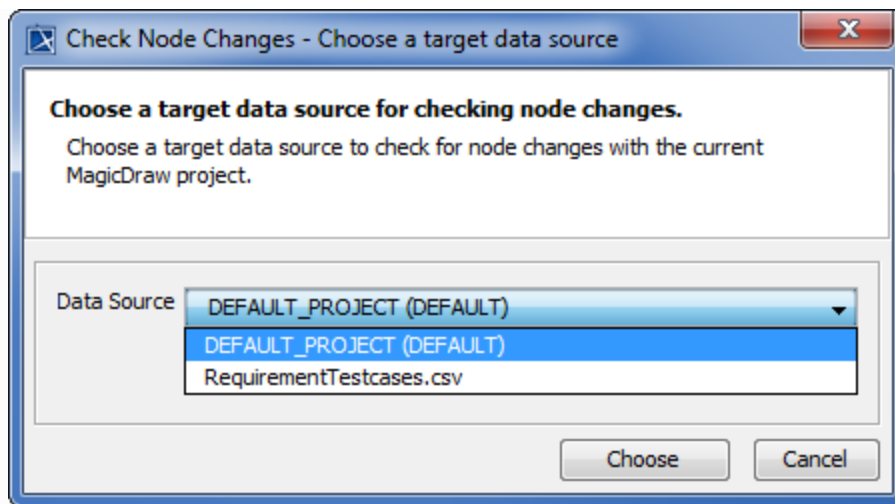 Check Node Changes - Choose a target data source
Choose a target data source for checking node changes.
Choose a target data source to check for node changes with the current
MagicDraw project.
Data Source DEFAULT_PROJECT (DEFAULT)
DEFAULT_PROJECT (DEFAULT)
RequirementTestcases.csv
Choose Cancel